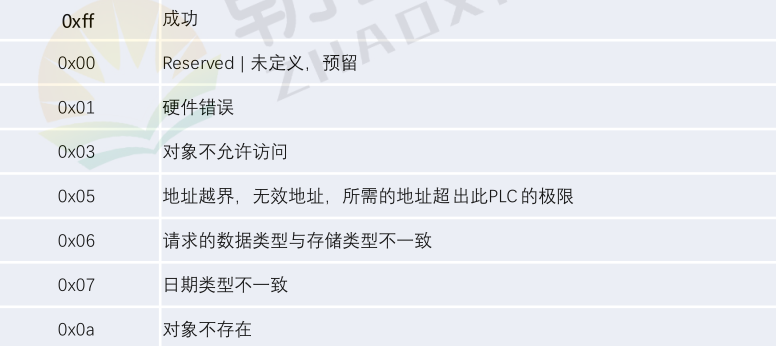 0xff 成功
0x00 Reserved | 未定义，预留
0x01 硬件错误
0x03 对象不允许访问
0x05 地址越界，无效地址，所需的地址超出此PLC的极限
0x06 请求的数据类型与存储类型不一致
0x07 日期类型不一致
0x0a 对象不存在